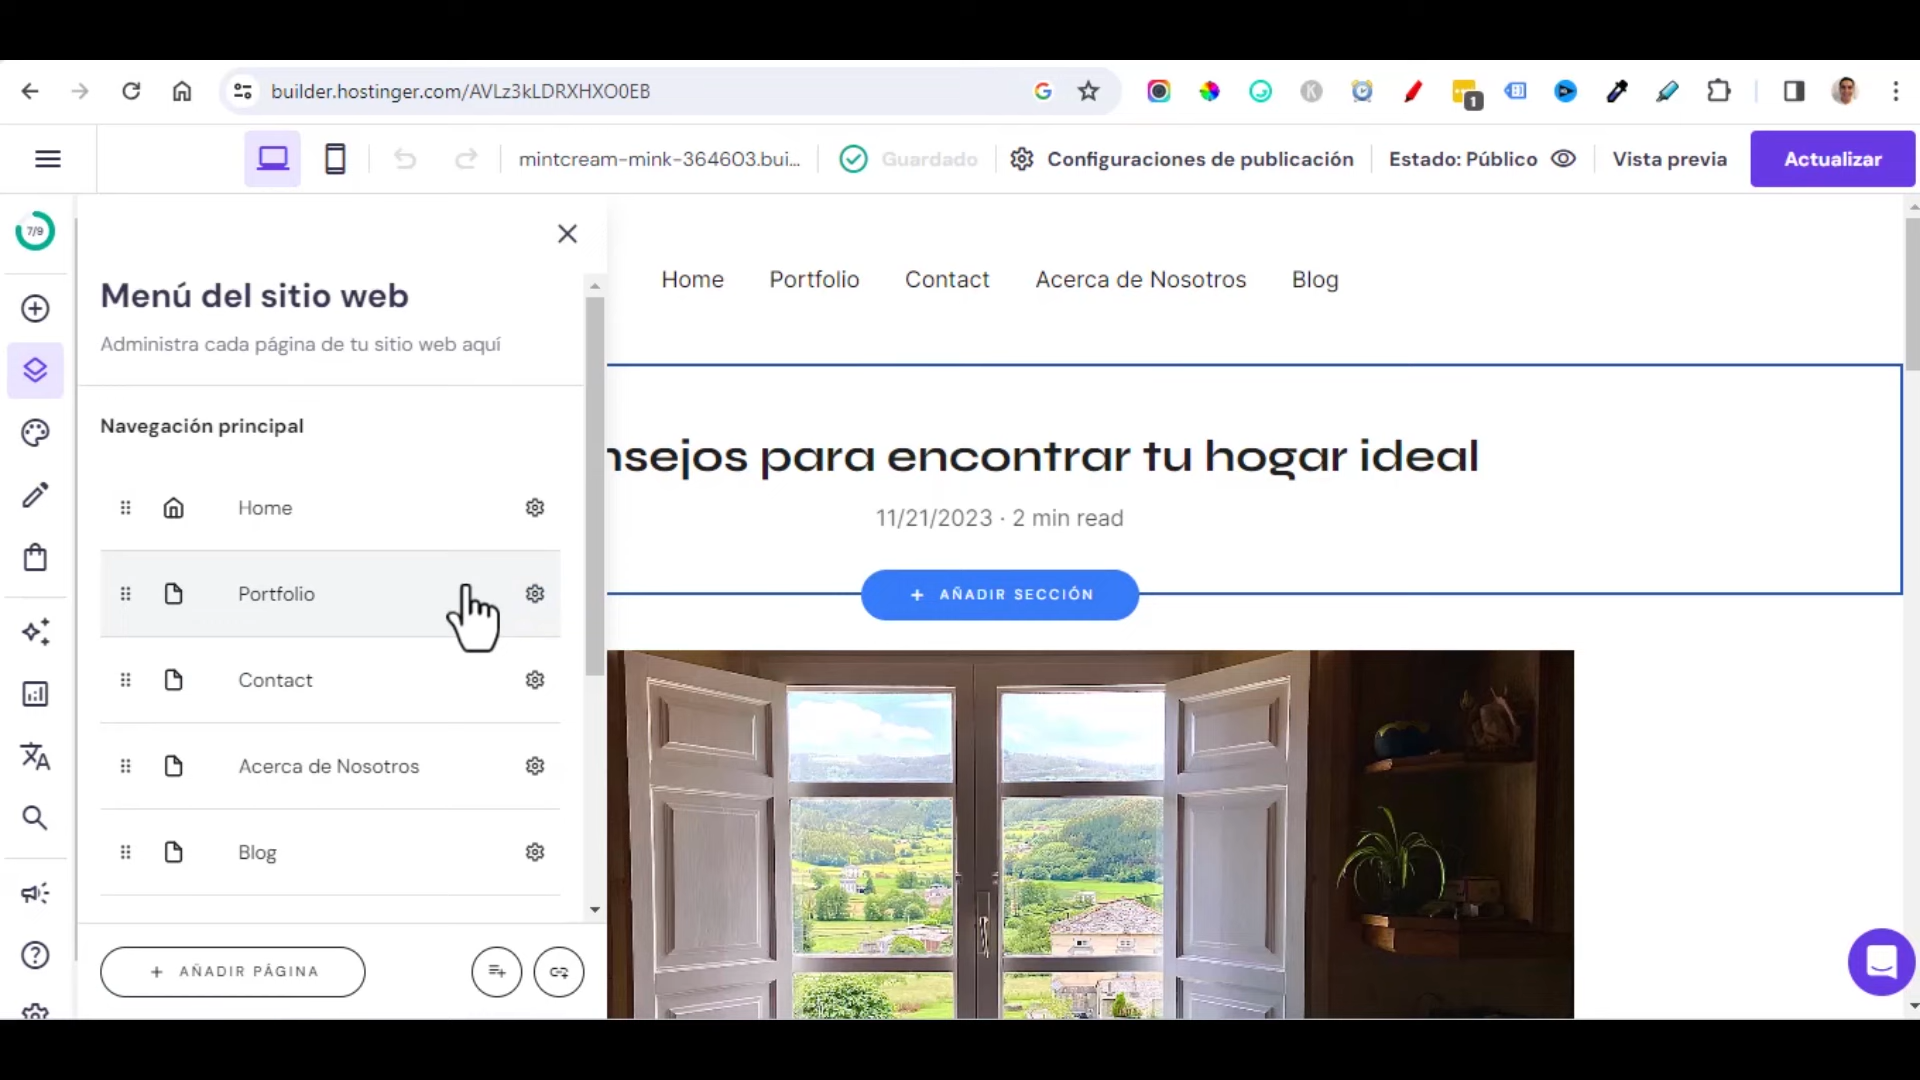 builder.hostinger.com/AVLz3kLDRXHXO0EB
1
mintcream-mink-364603.bui...
Guardado
Configuraciones de publicación
Estado: Público
Vista previa
Actualizar
7/9
Menú del sitio web
Administra cada página de tu sitio web aquí
Navegación principal
Home
Portfolio
Contact
Acerca de Nosotros
Blog
+ AÑADIR PÁGINA
Home Portfolio Contact Acerca de Nosotros Blog
nsejos para encontrar tu hogar ideal
11/21/2023 · 2 min read
+ AÑADIR SECCIÓN